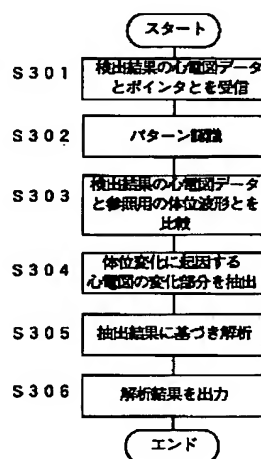 スタート
S301
検出結果の心電図データ
とポインタとを受信
S302
パターン認識
S303
検出結果の心電図データ
と参照用の体位波形とを
比較
S304
体位変化に起因する
心電図の変化部分を抽出
S305
抽出結果に基づき解析
S306
解析結果を出力
エンド